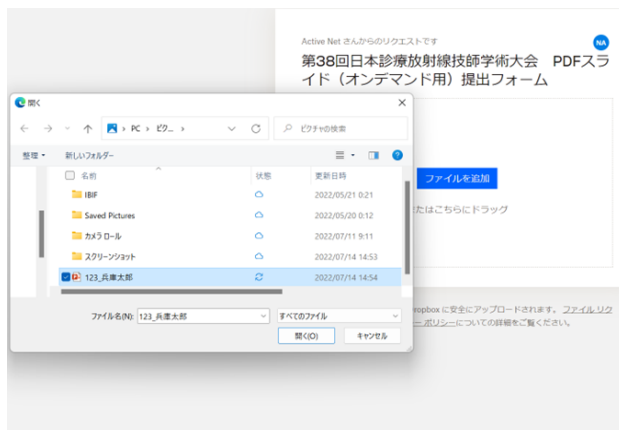 Active Net さんからのリクエストです
NA
第38回日本診療放射線技師学術大会 PDFスラ
イド（オンデマンド用）提出フォーム
開く
PC › ピク... ›
ピクチャの検索
整理
新しいフォルダー
名前 状態 更新日時
IBIF 2022/05/21 0:21
Saved Pictures 2022/05/20 0:12
カメラ ロール 2022/07/11 9:11
スクリーンショット 2022/07/14 14:53
123_兵庫太郎 2022/07/14 14:54
ファイル名(N): 123_兵庫太郎 すべてのファイル
開く(O) キャンセル
ファイルを追加
たはこちらにドラッグ
ropbox に安全にアップロードされます。 ファイル リク
ー ポリシーについての詳細をご覧ください。